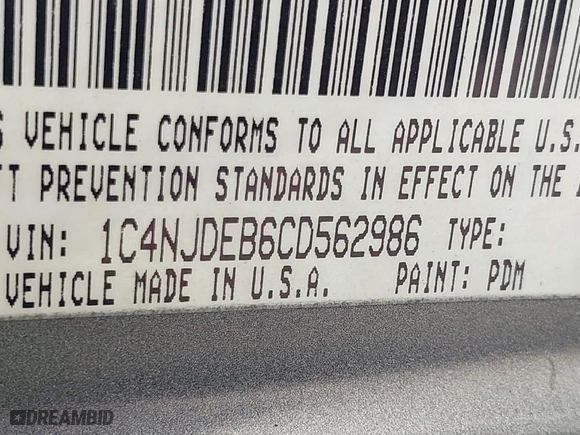 VEHICLE CONFORMS TO ALL APPLICABLE U.S.
PREVENTION STANDARDS IN EFFECT ON THE
VIN: 1C4NJDEB6CD562986 TYPE:
VEHICLE MADE IN U.S.A. PAINT: PDM
DREAMBID